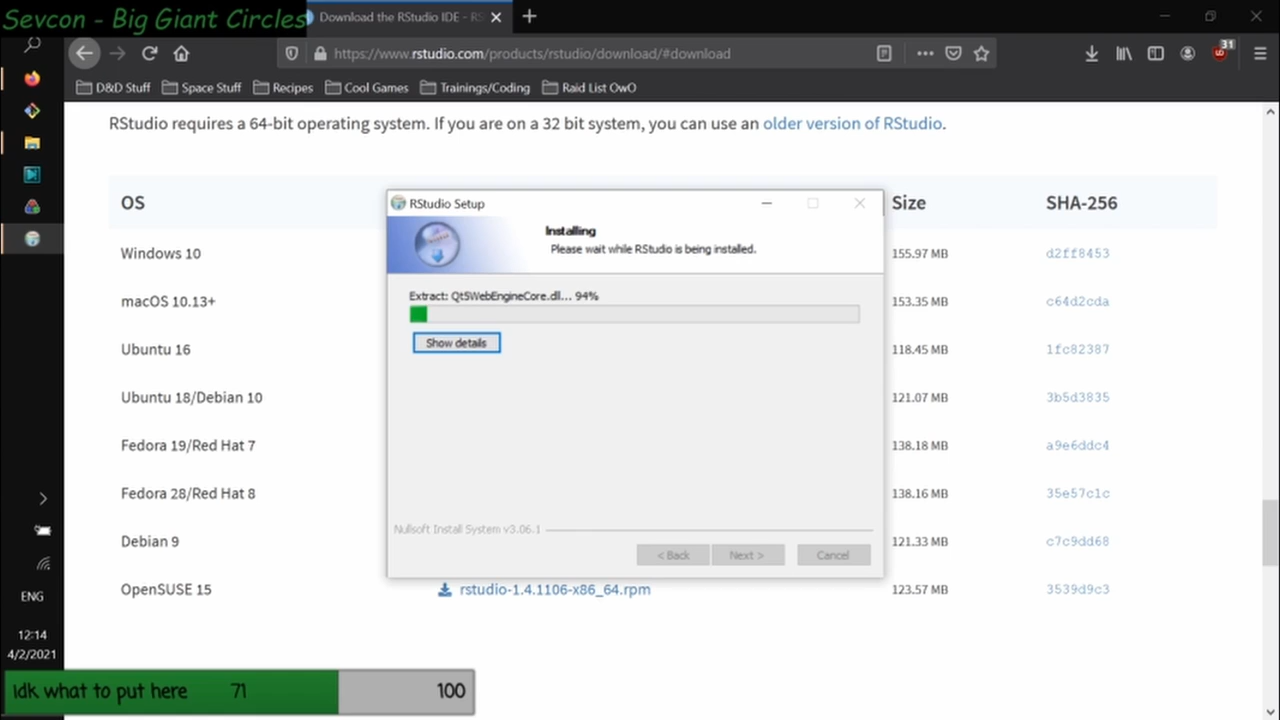 Sevcon - Big Giant Circles
Download the RStudio IDE - RS
https://www.rstudio.com/products/rstudio/download/#download
31
D&D Stuff
Space Stuff
Recipes
Cool Games
Trainings/Coding
Raid List OwO
RStudio requires a 64-bit operating system. If you are on a 32 bit system, you can use an older version of RStudio.
OS
Size
SHA-256
Windows 10
155.97 MB
d2ff8453
macOS 10.13+
153.35 MB
c64d2cda
Ubuntu 16
118.45 MB
1fc82387
Ubuntu 18/Debian 10
121.07 MB
3b5d3835
Fedora 19/Red Hat 7
138.18 MB
a9e6ddc4
Fedora 28/Red Hat 8
138.16 MB
35e57c1c
Debian 9
121.33 MB
c7c9dd68
OpenSUSE 15
rstudio-1.4.1106-x86_64.rpm
123.57 MB
3539d9c3
RStudio Setup
Installing
Please wait while RStudio is being installed.
Extract: Qt5WebEngineCore.dll... 94%
Show details
Nullsoft Install System v3.06.1
< Back
Next >
Cancel
ENG
12:14
4/2/2021
Idk what to put here 71 100